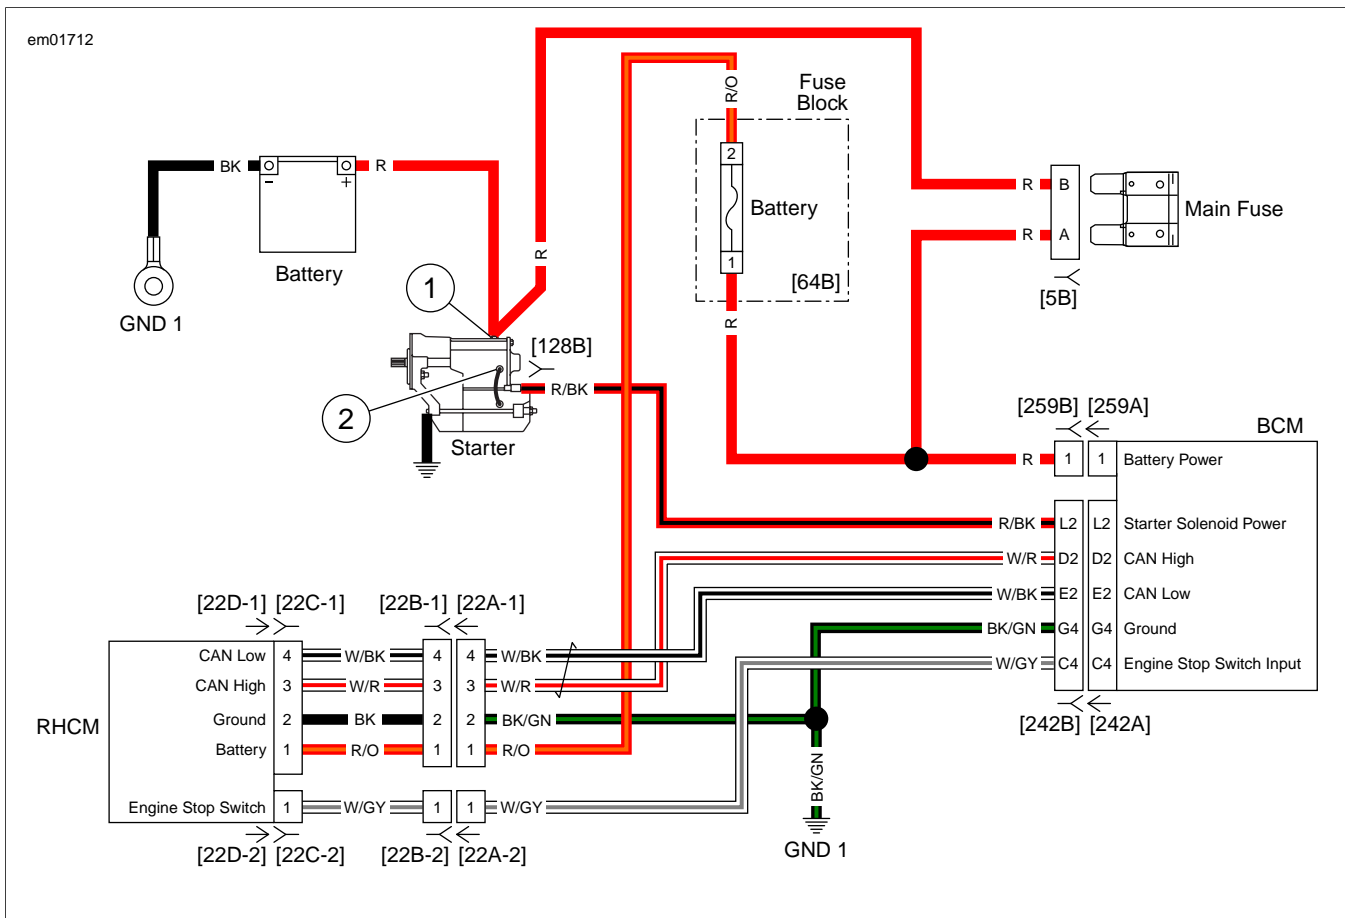 em01712
R/O
Fuse
Block
BK
R
-
+
2
B
R
Battery
Main Fuse
A
R
1
Battery
R
[64B]
[5B]
GND 1
1
R
[128B]
2
R/BK
Starter
[259B] [259A]
BCM
R 1 1 Battery Power
R/BK L2 L2 Starter Solenoid Power
W/R D2 D2 CAN High
W/BK E2 E2 CAN Low
BK/GN G4 G4 Ground
W/GY C4 C4 Engine Stop Switch Input
[242B] [242A]
[22D-1] [22C-1] [22B-1] [22A-1]
CAN Low 4 W/BK 4 4 W/BK
CAN High 3 W/R 3 3 W/R
Ground 2 BK 2 2 BK/GN
RHCM
Battery 1 R/O 1 1 R/O
Engine Stop Switch 1 W/GY 1 1 W/GY
[22D-2] [22C-2] [22B-2] [22A-2]
BK/GN
GND 1